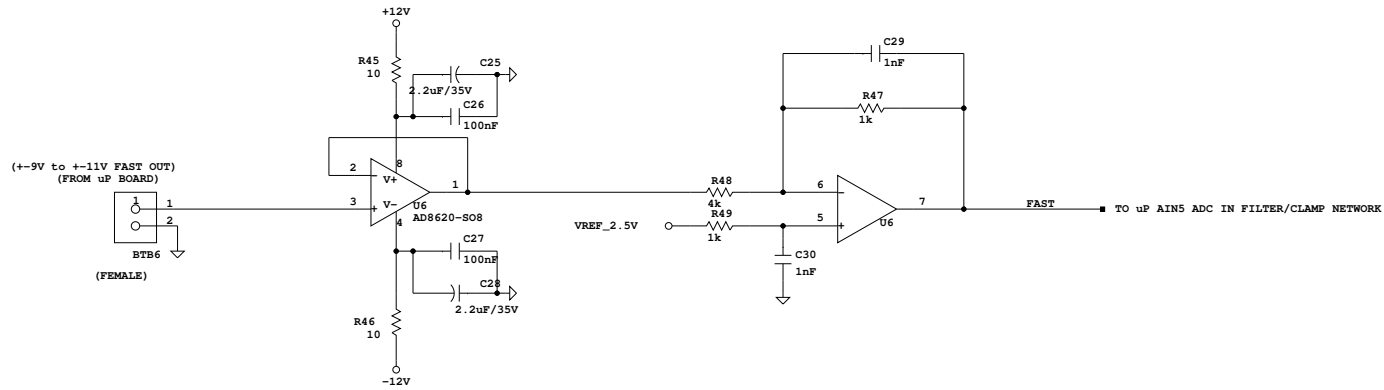 +12V
R45
10
C25
2.2uF/35V
C26
100nF
C29
1nF
R47
1k
(+-9V to +-11V FAST OUT)
(FROM uP BOARD)
1
1
2
BTB6
(FEMALE)
2
8
V+
1
3
V-
4
U6
AD8620-SO8
R48
4k
R49
1k
VREF_2.5V
6
5
7
U6
FAST
TO uP AIN5 ADC IN FILTER/CLAMP NETWORK
C27
100nF
C30
1nF
C28
2.2uF/35V
R46
10
-12V